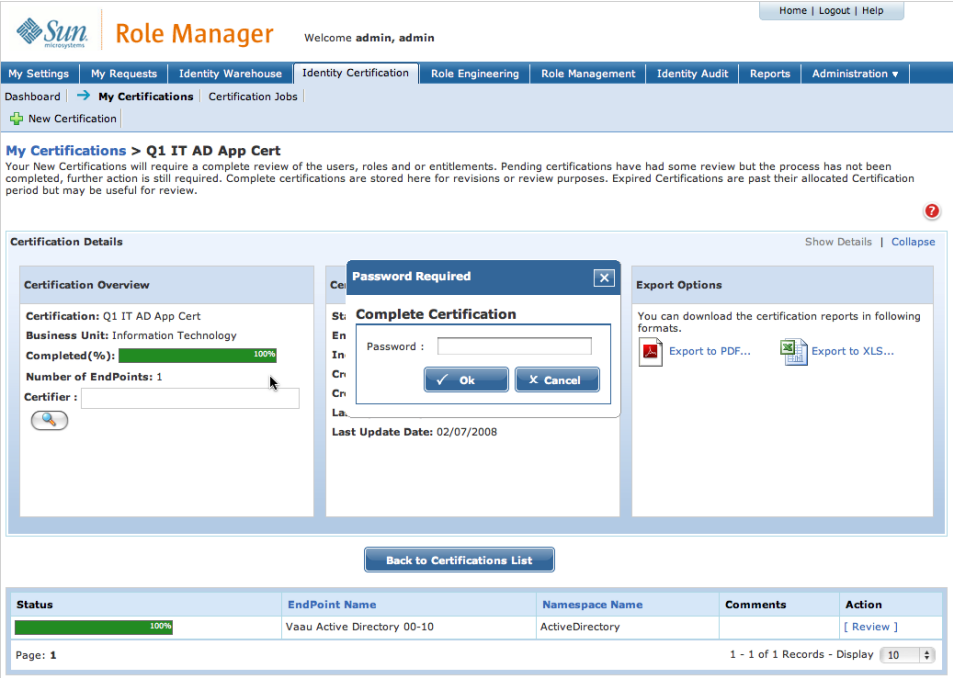 Home | Logout | Help
Sun
microsystems
Role Manager
Welcome admin, admin
My Settings My Requests Identity Warehouse Identity Certification Role Engineering Role Management Identity Audit Reports Administration ▼
Dashboard My Certifications Certification Jobs
New Certification
My Certifications > Q1 IT AD App Cert
Your New Certifications will require a complete review of the users, roles and or entitlements. Pending certifications have had some review but the process has not been
completed, further action is still required. Complete certifications are stored here for revisions or review purposes. Expired Certifications are past their allocated Certification
period but may be useful for review.
?
Certification Details
Show Details | Collapse
Certification Overview
Certification: Q1 IT AD App Cert
Business Unit: Information Technology
Completed(%): 100%
Number of EndPoints: 1
Certifier :
Last Update Date: 02/07/2008
Password Required
Complete Certification
Password :
Ok
X Cancel
Export Options
You can download the certification reports in following
formats.
Export to PDF... Export to XLS...
Back to Certifications List
Status EndPoint Name Namespace Name Comments Action
100% Vaau Active Directory 00-10 ActiveDirectory [ Review ]
Page: 1
1 - 1 of 1 Records - Display 10